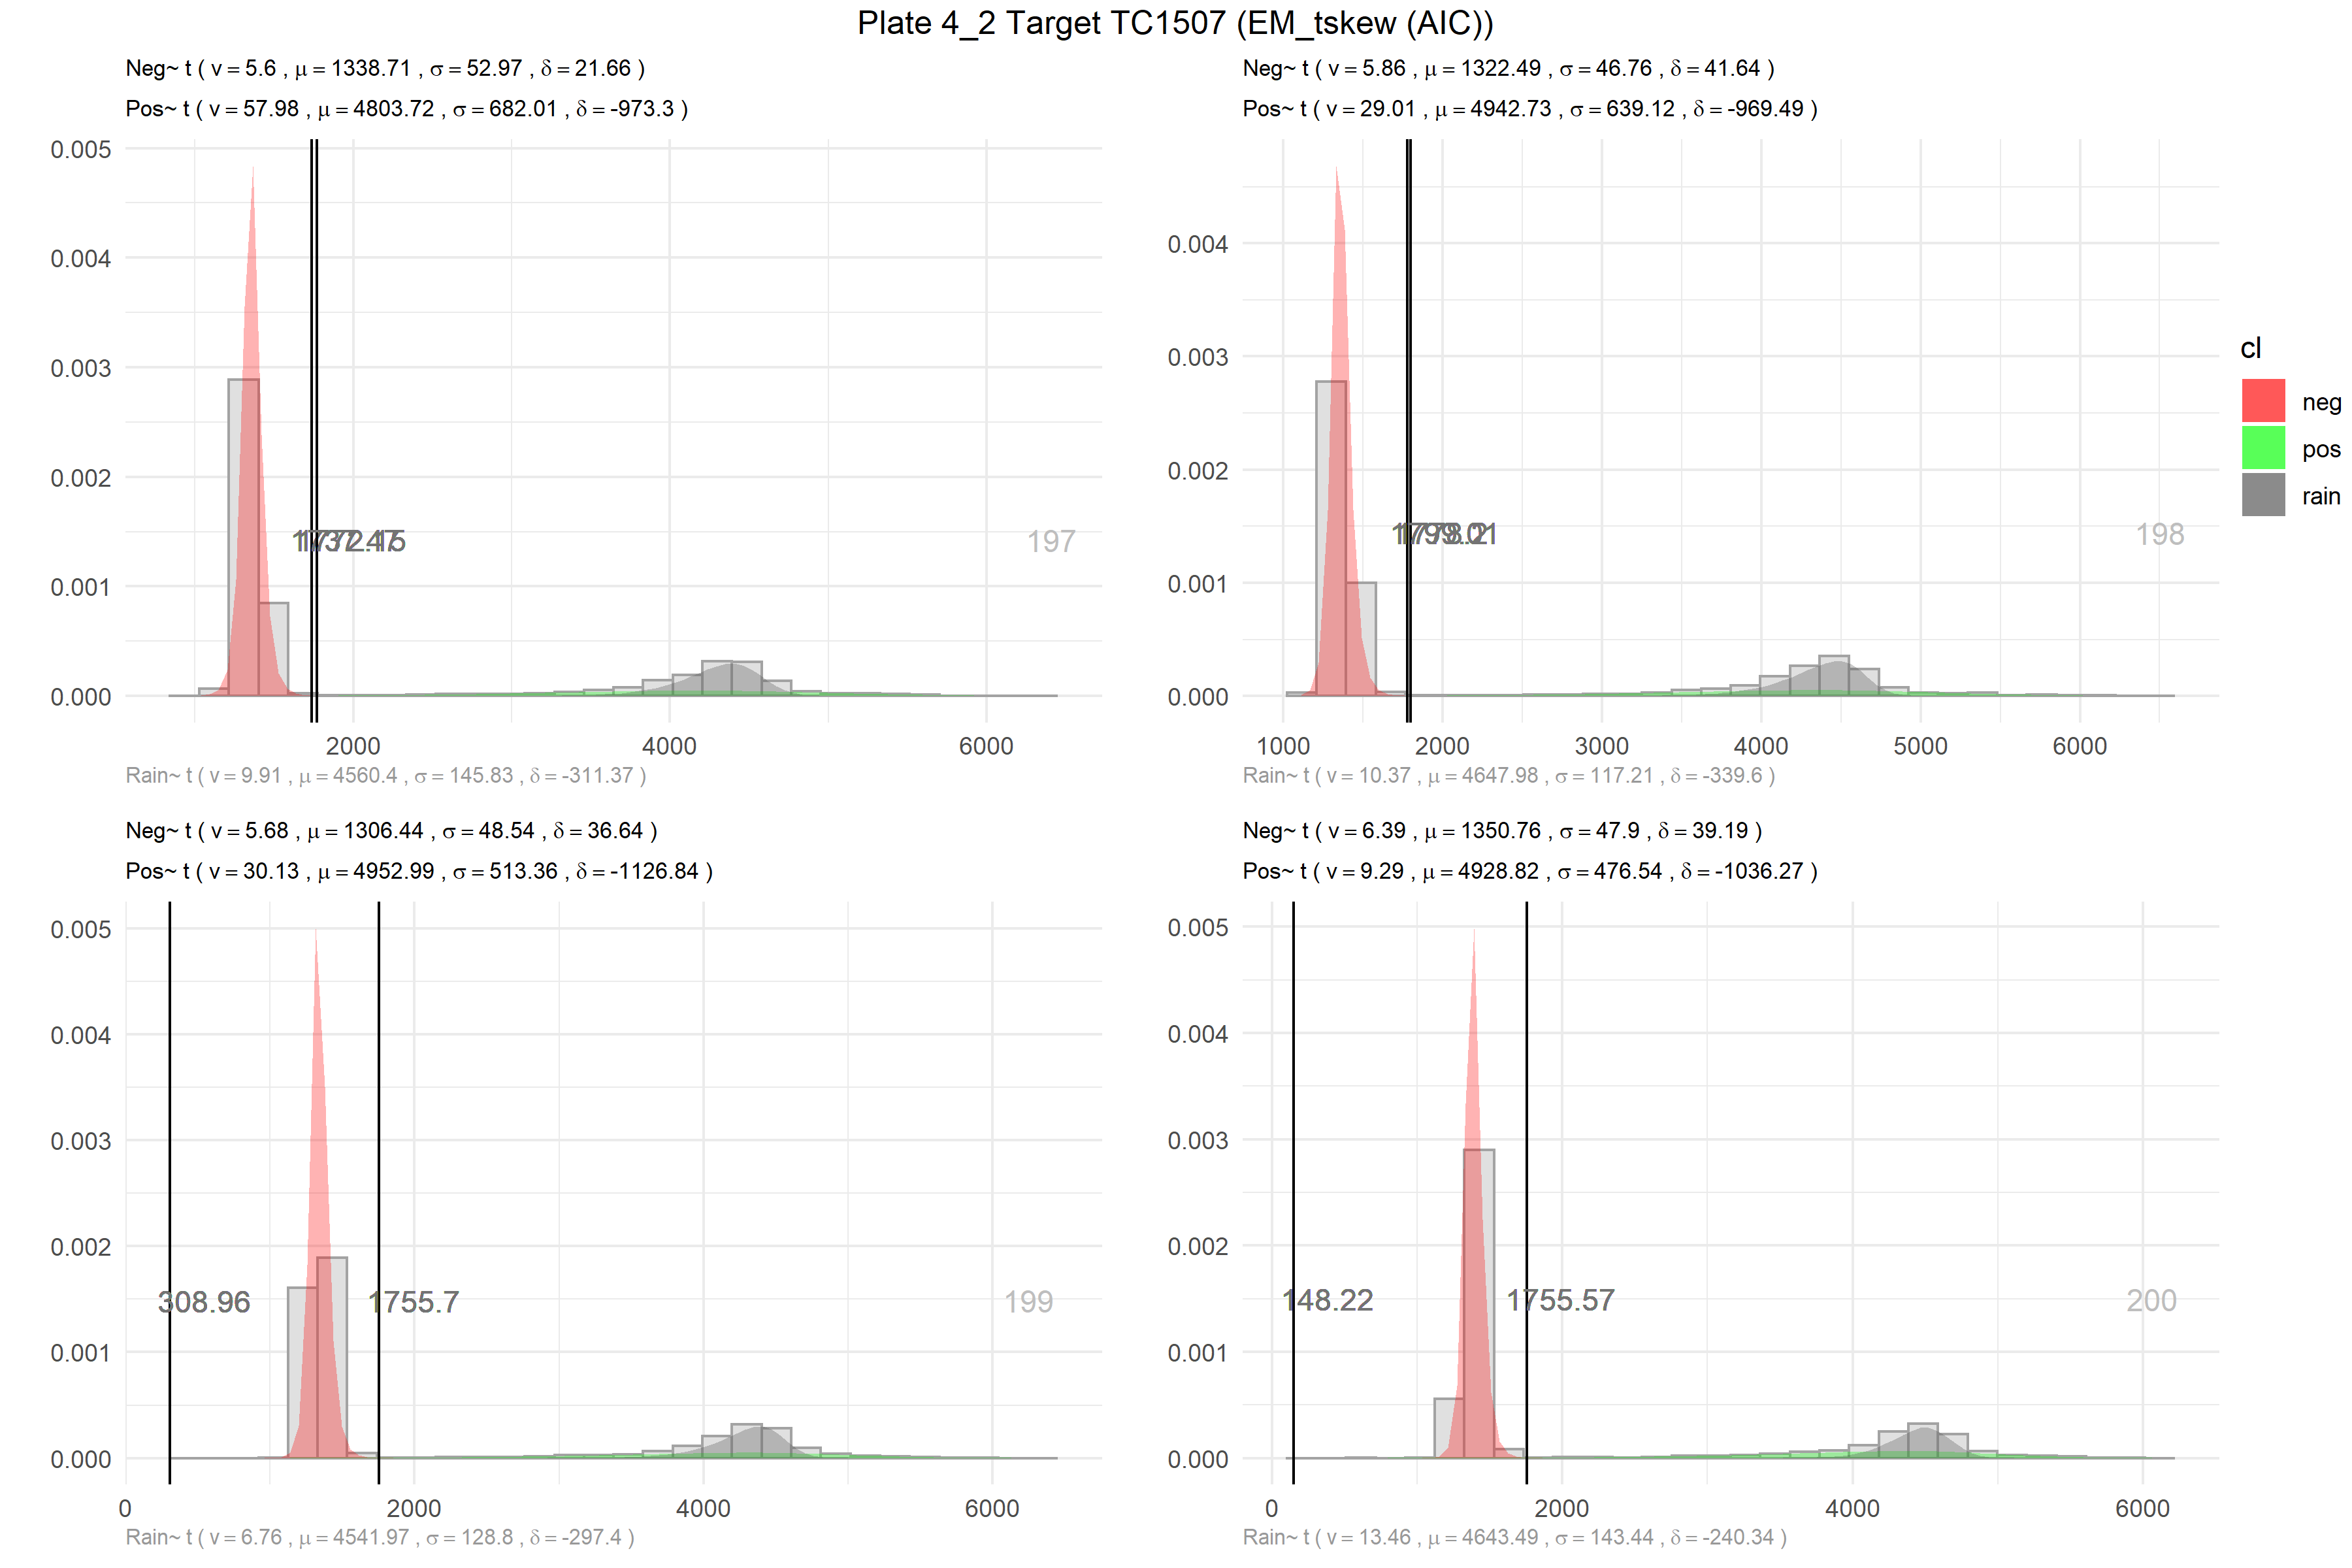 Plate 4_2 Target TC1507 (EM_tskew (AIC))
Neg~ t ( ν = 5.6 , μ = 1338.71 , σ = 52.97 , δ = 21.66 )
Pos~ t ( ν = 57.98 , μ = 4803.72 , σ = 682.01 , δ = -973.3 )
0.005
0.004
0.003
0.002
0.001
0.000
197
2000 4000 6000
Rain~ t ( ν = 9.91 , μ = 4560.4 , σ = 145.83 , δ = -311.37 )
Neg~ t ( ν = 5.86 , μ = 1322.49 , σ = 46.76 , δ = 41.64 )
Pos~ t ( ν = 29.01 , μ = 4942.73 , σ = 639.12 , δ = -969.49 )
0.004
0.003
0.002
0.001
0.000
198
1000 2000 3000 4000 5000 6000
Rain~ t ( ν = 10.37 , μ = 4647.98 , σ = 117.21 , δ = -339.6 )
cl
neg
pos
rain
Neg~ t ( ν = 5.68 , μ = 1306.44 , σ = 48.54 , δ = 36.64 )
Pos~ t ( ν = 30.13 , μ = 4952.99 , σ = 513.36 , δ = -1126.84 )
0.005
0.004
0.003
0.002
0.001
0.000
308.96 1755.7 199
0 2000 4000 6000
Rain~ t ( ν = 6.76 , μ = 4541.97 , σ = 128.8 , δ = -297.4 )
Neg~ t ( ν = 6.39 , μ = 1350.76 , σ = 47.9 , δ = 39.19 )
Pos~ t ( ν = 9.29 , μ = 4928.82 , σ = 476.54 , δ = -1036.27 )
0.005
0.004
0.003
0.002
0.001
0.000
148.22 1755.57 200
0 2000 4000 6000
Rain~ t ( ν = 13.46 , μ = 4643.49 , σ = 143.44 , δ = -240.34 )